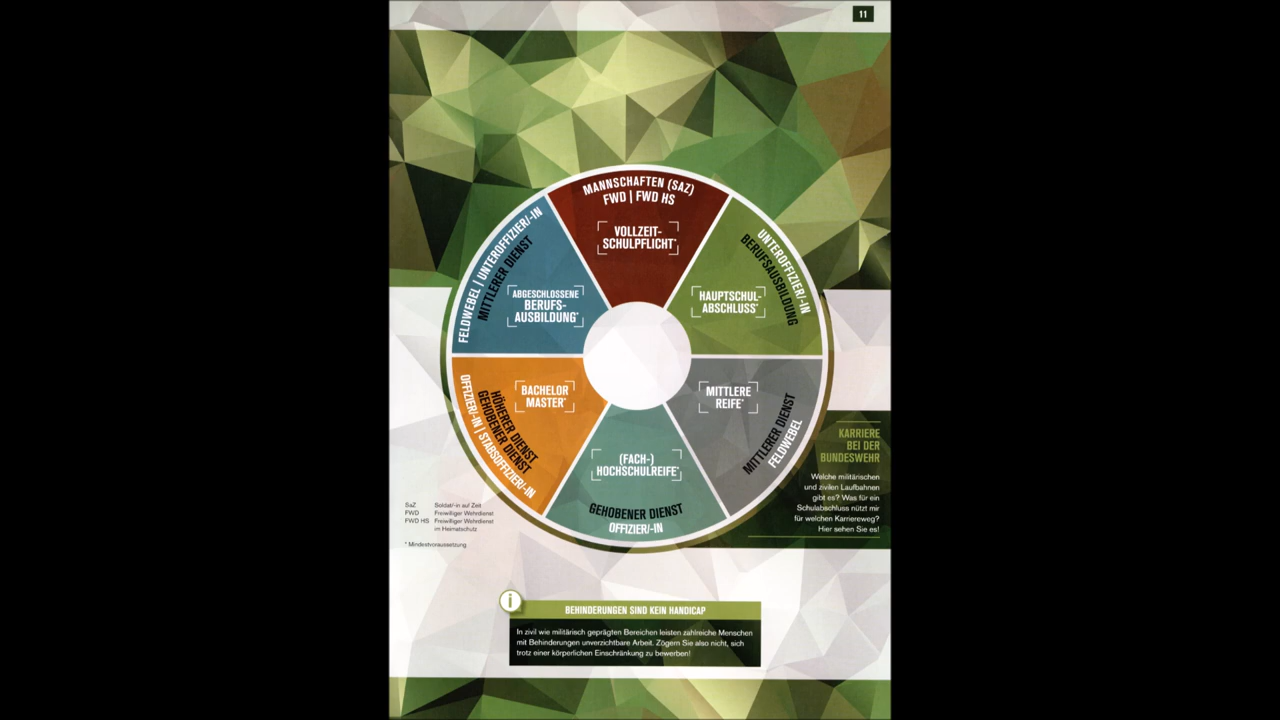 11
MANNSCHAFTEN (SAZ)
FWD | FWD HS
VOLLZEIT-
SCHULPFLICHT*
UNTEROFFIZIER/-IN
BERUFSAUSBILDUNG
HAUPTSCHUL-
ABSCHLUSS*
MITTLERE
REIFE*
MITTLERER DIENST
FELDWEBEL
(FACH-)
HOCHSCHULREIFE*
GEHOBENER DIENST
OFFIZIER/-IN
BACHELOR
MASTER*
HÖHERER DIENST
GEHOBENER DIENST
OFFIZIER/-IN | STABSOFFIZIER/-IN
FELDWEBEL | UNTEROFFIZIER/-IN
MITTLERER DIENST
ABGESCHLOSSENE
BERUFS-
AUSBILDUNG*
KARRIERE
BEI DER
BUNDESWEHR
Welche militärischen
und zivilen Laufbahnen
gibt es? Was für ein
Schulabschluss nützt mir
für welchen Karriereweg?
Hier sehen Sie es!
SaZ Soldat/-in auf Zeit
FWD Freiwilliger Wehrdienst
FWD HS Freiwilliger Wehrdienst
im Heimatschutz
* Mindestvoraussetzung
i
BEHINDERUNGEN SIND KEIN HANDICAP
In zivil wie militärisch geprägten Bereichen leisten zahlreiche Menschen
mit Behinderungen unverzichtbare Arbeit. Zögern Sie also nicht, sich
trotz einer körperlichen Einschränkung zu bewerben!